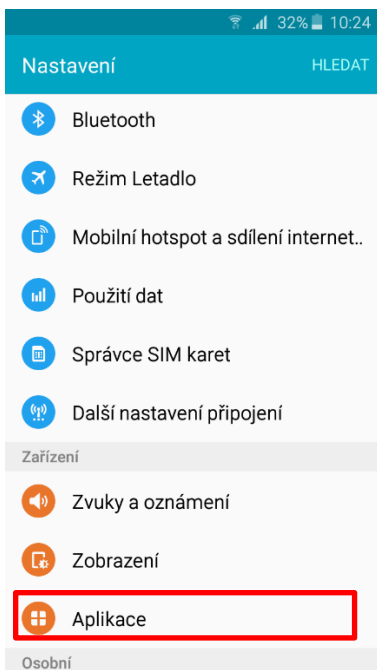 32% 10:24
Nastavení HLEDAT
Bluetooth
Režim Letadlo
Mobilní hotspot a sdílení internet..
Použití dat
Správce SIM karet
Další nastavení připojení
Zařízení
Zvuky a oznámení
Zobrazení
Aplikace
Osobní